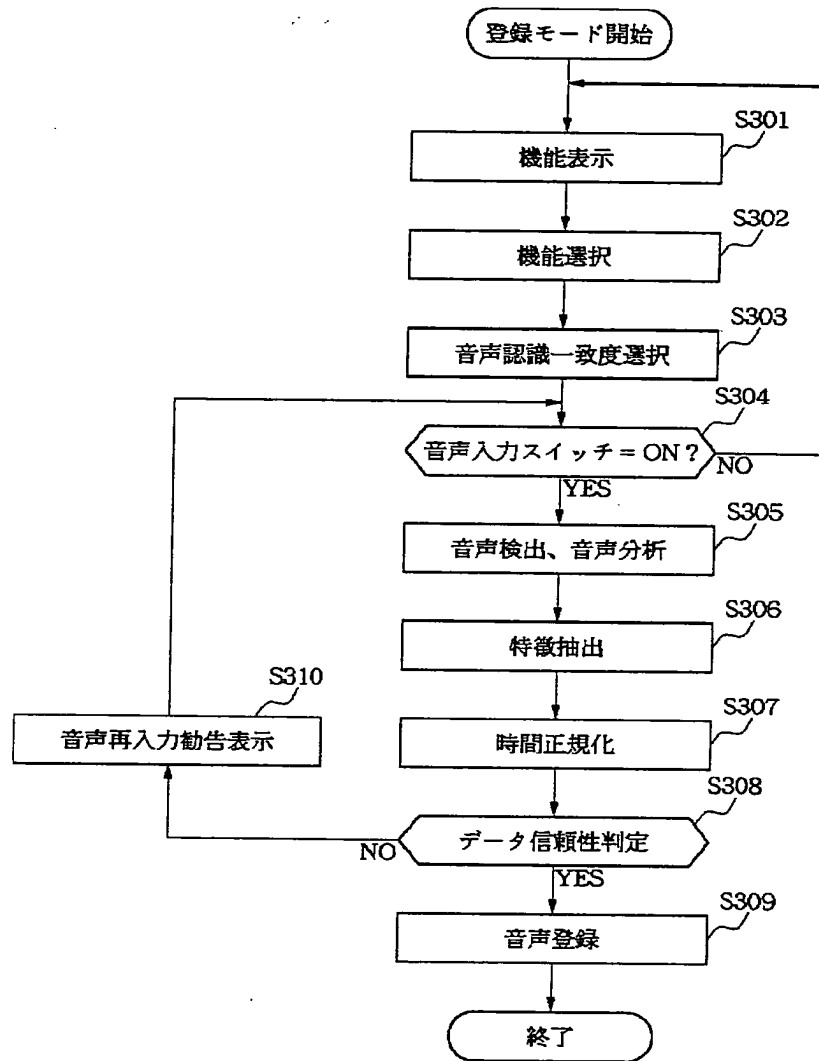 登録モード開始
S301
機能表示
S302
機能選択
S303
音声認識一致度選択
S304
音声入力スイッチ=ON?
NO
YES
S305
音声検出、音声分析
S306
特徴抽出
S310
音声再入力勧告表示
S307
時間正規化
S308
データ信頼性判定
NO
YES
S309
音声登録
終了